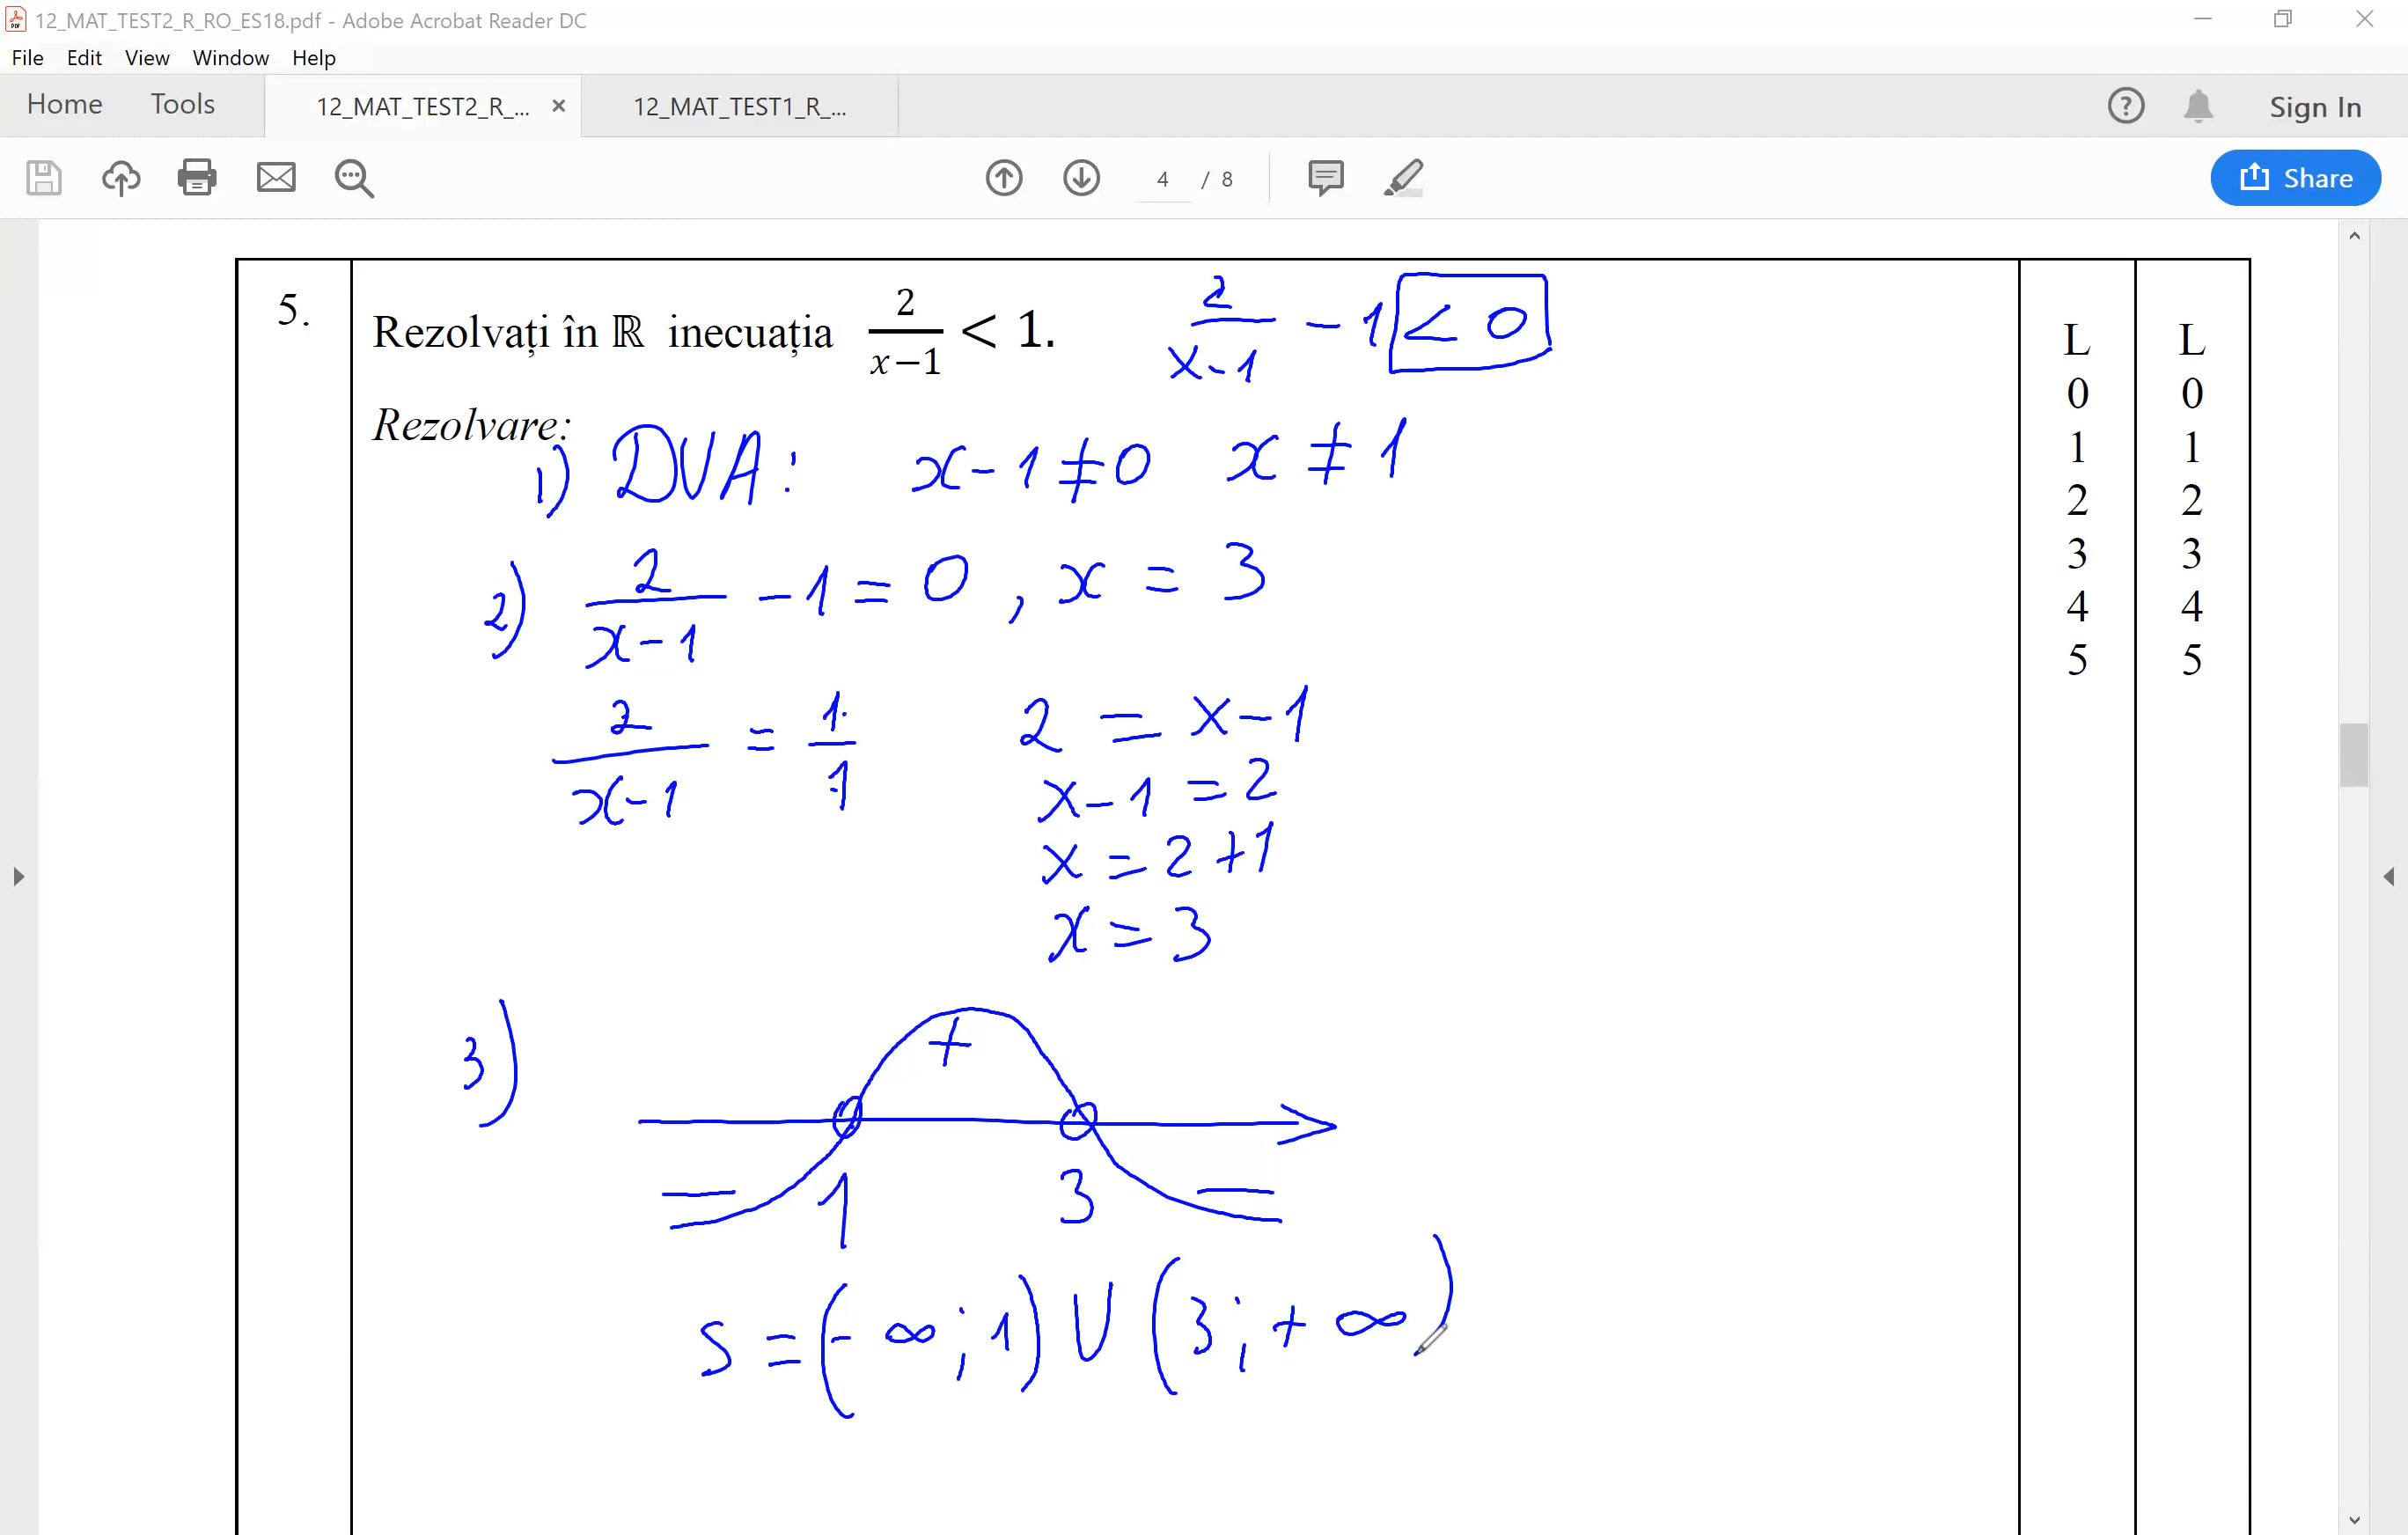 12_MAT_TEST2_R_RO_ES18.pdf - Adobe Acrobat Reader DC
File Edit View Window Help
Home Tools 12_MAT_TEST2_R_... × 12_MAT_TEST1_R_... ? Sign In
4 / 8 Share
5. Rezolvați în ℝ inecuația 2/(x−1) < 1. 2/(x-1) - 1 < 0
Rezolvare:
1) DVA: x-1≠0 x≠1
2) 2/(x-1) - 1 = 0 , x = 3
2/(x-1) = 1/1 2 = x-1
x-1 = 2
x = 2+1
x = 3
3) +
1 3
- -
S = (-∞; 1) U (3; +∞)
L L
0 0
1 1
2 2
3 3
4 4
5 5